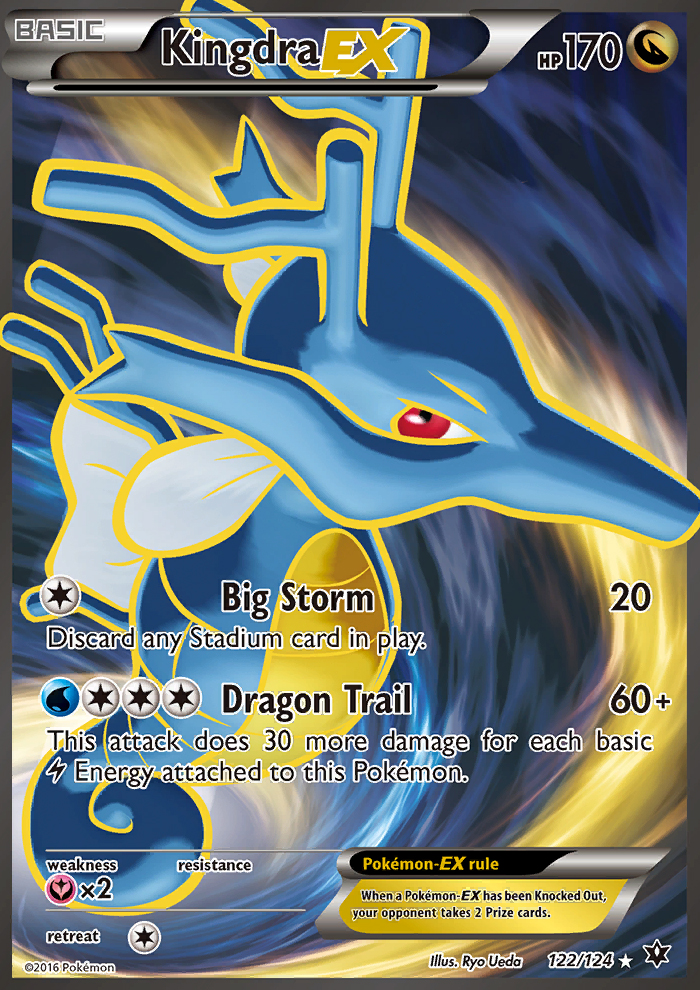 BASIC
KingdraEX
HP170
Big Storm 20
Discard any Stadium card in play.
Dragon Trail 60+
This attack does 30 more damage for each basic
Energy attached to this Pokémon.
weakness resistance
×2
retreat
Pokémon-EX rule
When a Pokémon-EX has been Knocked Out,
your opponent takes 2 Prize cards.
©2016 Pokémon
Illus. Ryo Ueda
122/124